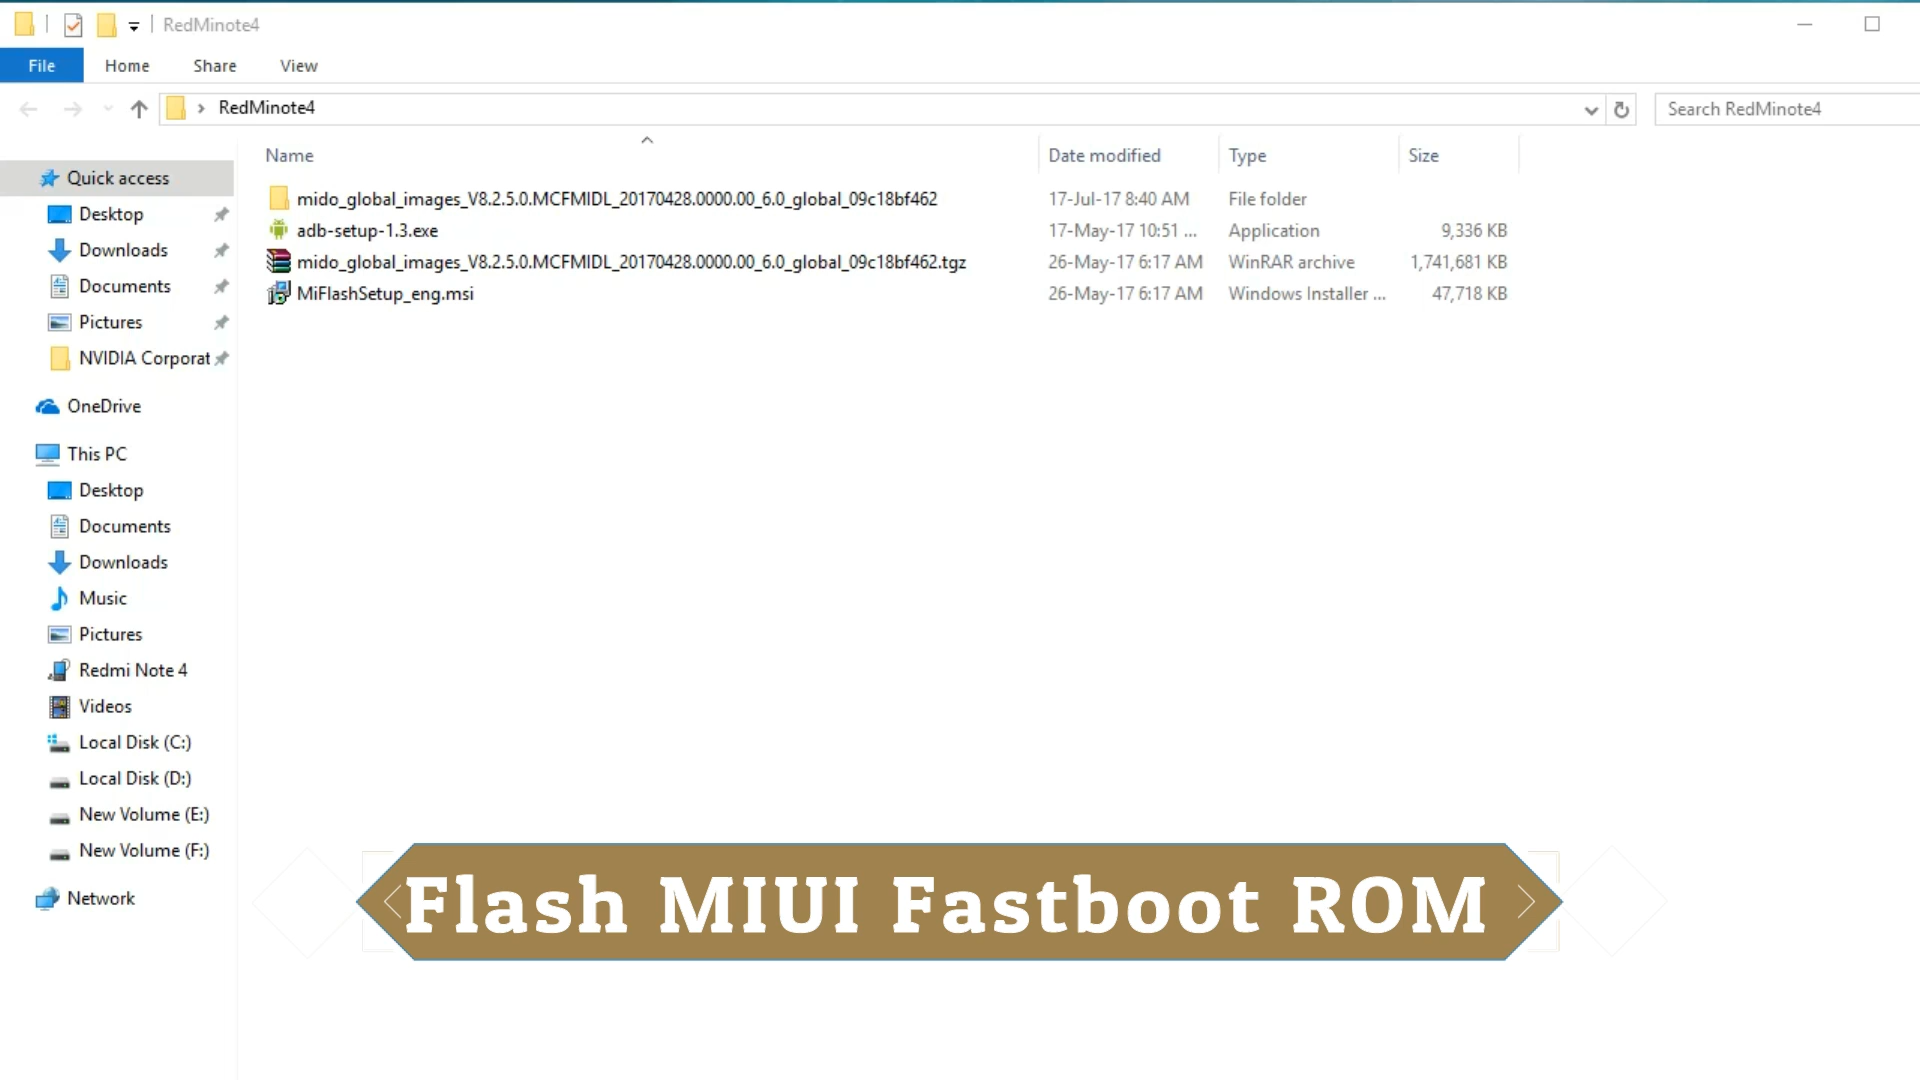 RedMinote4
File Home Share View
RedMinote4
Search RedMinote4
Name Date modified Type Size
mido_global_images_V8.2.5.0.MCFMIDL_20170428.0000.00_6.0_global_09c18bf462 17-Jul-17 8:40 AM File folder
adb-setup-1.3.exe 17-May-17 10:51 ... Application 9,336 KB
mido_global_images_V8.2.5.0.MCFMIDL_20170428.0000.00_6.0_global_09c18bf462.tgz 26-May-17 6:17 AM WinRAR archive 1,741,681 KB
MiFlashSetup_eng.msi 26-May-17 6:17 AM Windows Installer ... 47,718 KB
Quick access
Desktop
Downloads
Documents
Pictures
NVIDIA Corporat
OneDrive
This PC
Desktop
Documents
Downloads
Music
Pictures
Redmi Note 4
Videos
Local Disk (C:)
Local Disk (D:)
New Volume (E:)
New Volume (F:)
Network
Flash MIUI Fastboot ROM